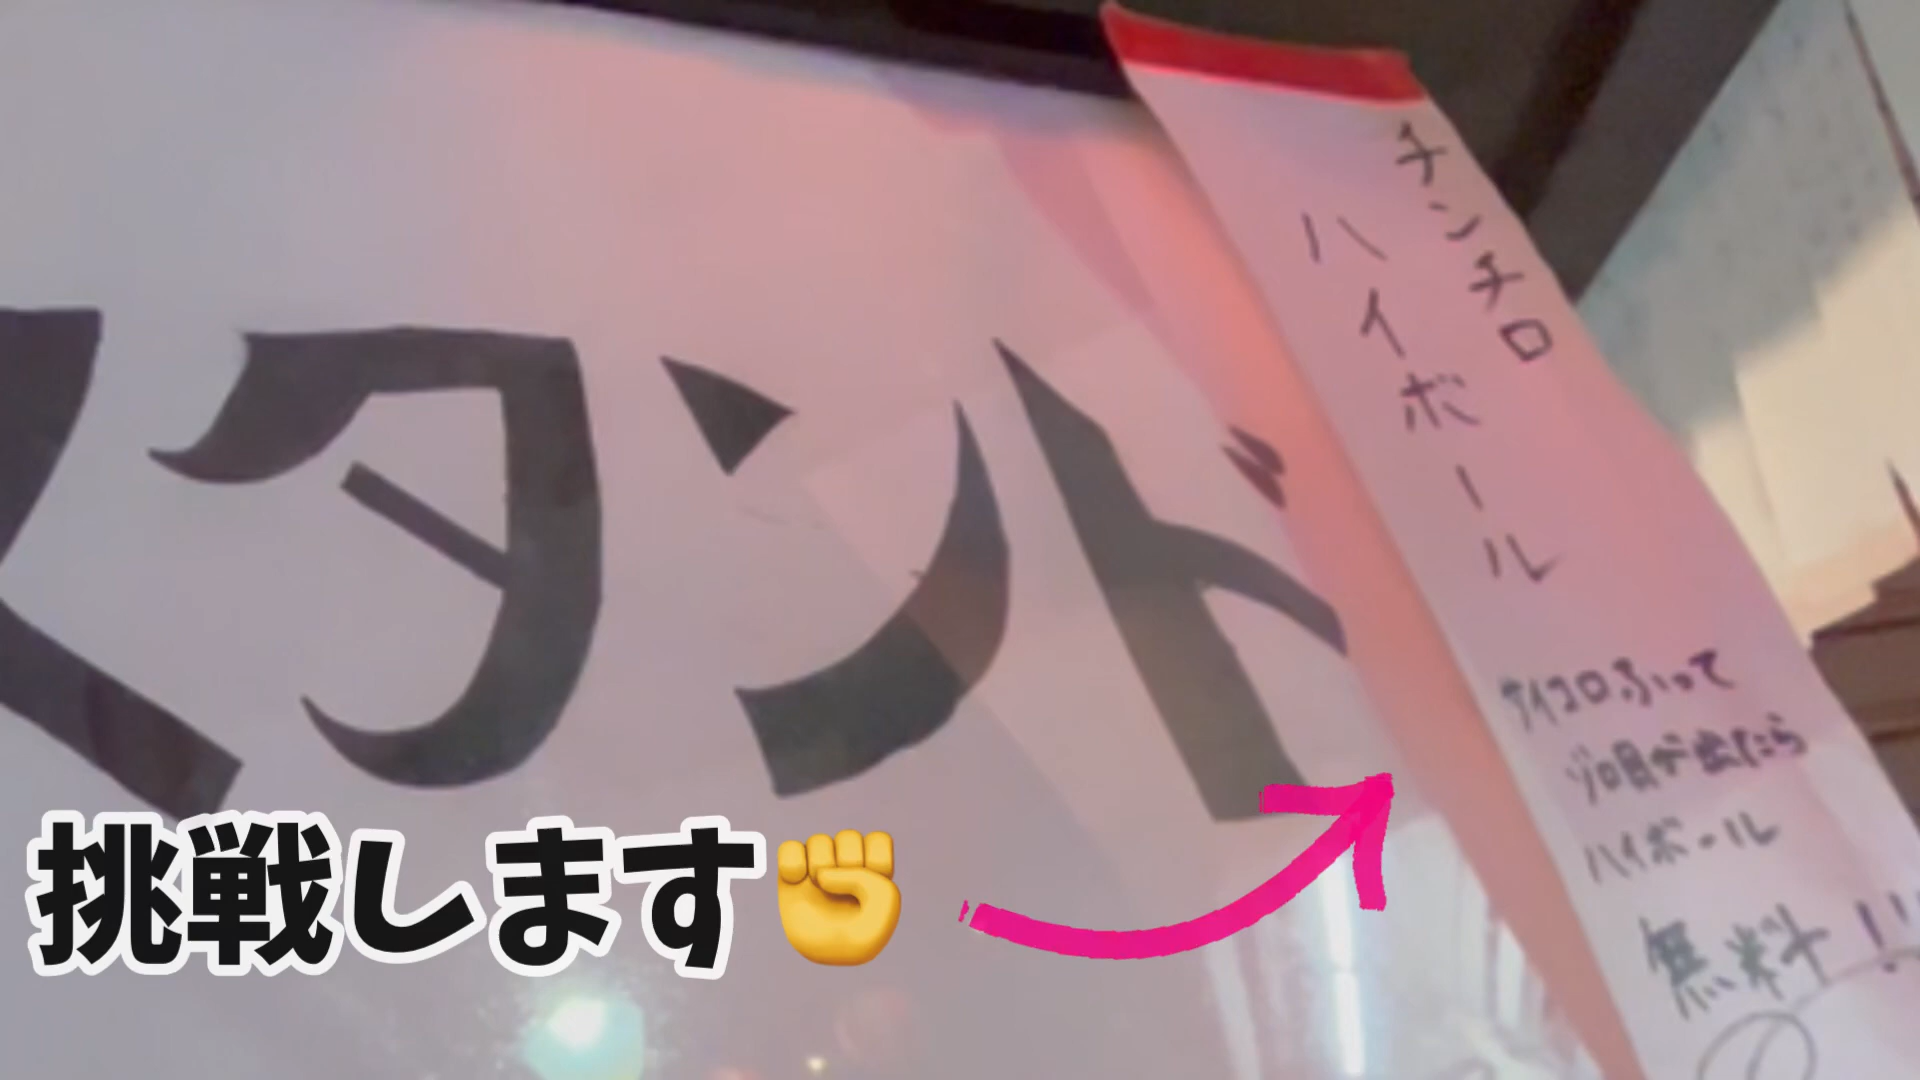 スタンド
チンチロ
ハイボール
サイコロふって
ゾロ目が出たら
ハイボール
無料!!
挑戦します✊